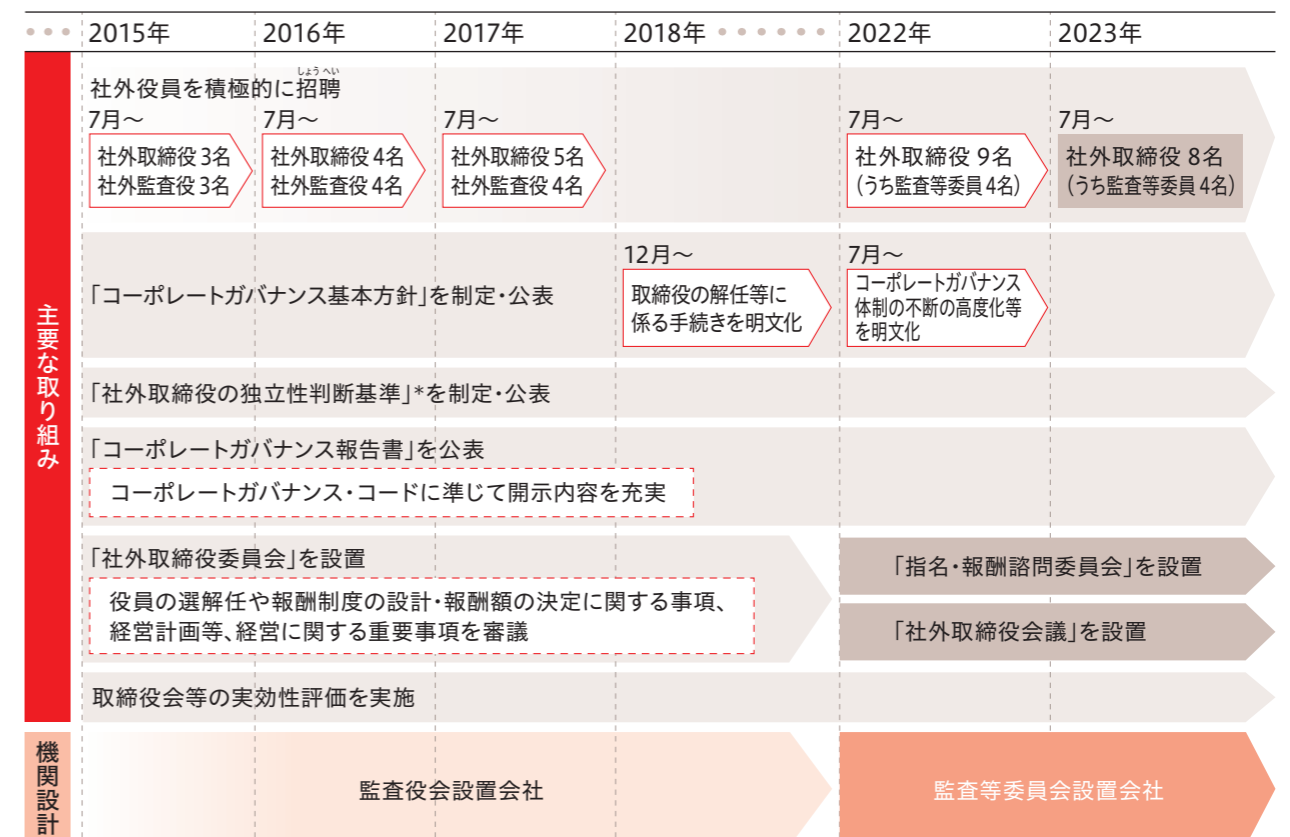 2015年 2016年 2017年 2018年 2022年 2023年
主要な取り組み
しょうへい
社外役員を積極的に招聘
7月～
社外取締役 3名
社外監査役 3名
7月～
社外取締役 4名
社外監査役 4名
7月～
社外取締役 5名
社外監査役 4名
7月～
社外取締役 9名
(うち監査等委員 4名)
7月～
社外取締役 8名
(うち監査等委員 4名)
「コーポレートガバナンス基本方針」を制定・公表
12月～
取締役の解任等に
係る手続きを明文化
7月～
コーポレートガバナンス
体制の不断の高度化等
を明文化
「社外取締役の独立性判断基準」*を制定・公表
「コーポレートガバナンス報告書」を公表
コーポレートガバナンス・コードに準じて開示内容を充実
「社外取締役委員会」を設置
役員の選解任や報酬制度の設計・報酬額の決定に関する事項、
経営計画等、経営に関する重要事項を審議
「指名・報酬諮問委員会」を設置
「社外取締役会議」を設置
取締役会等の実効性評価を実施
機関設計
監査役会設置会社
監査等委員会設置会社